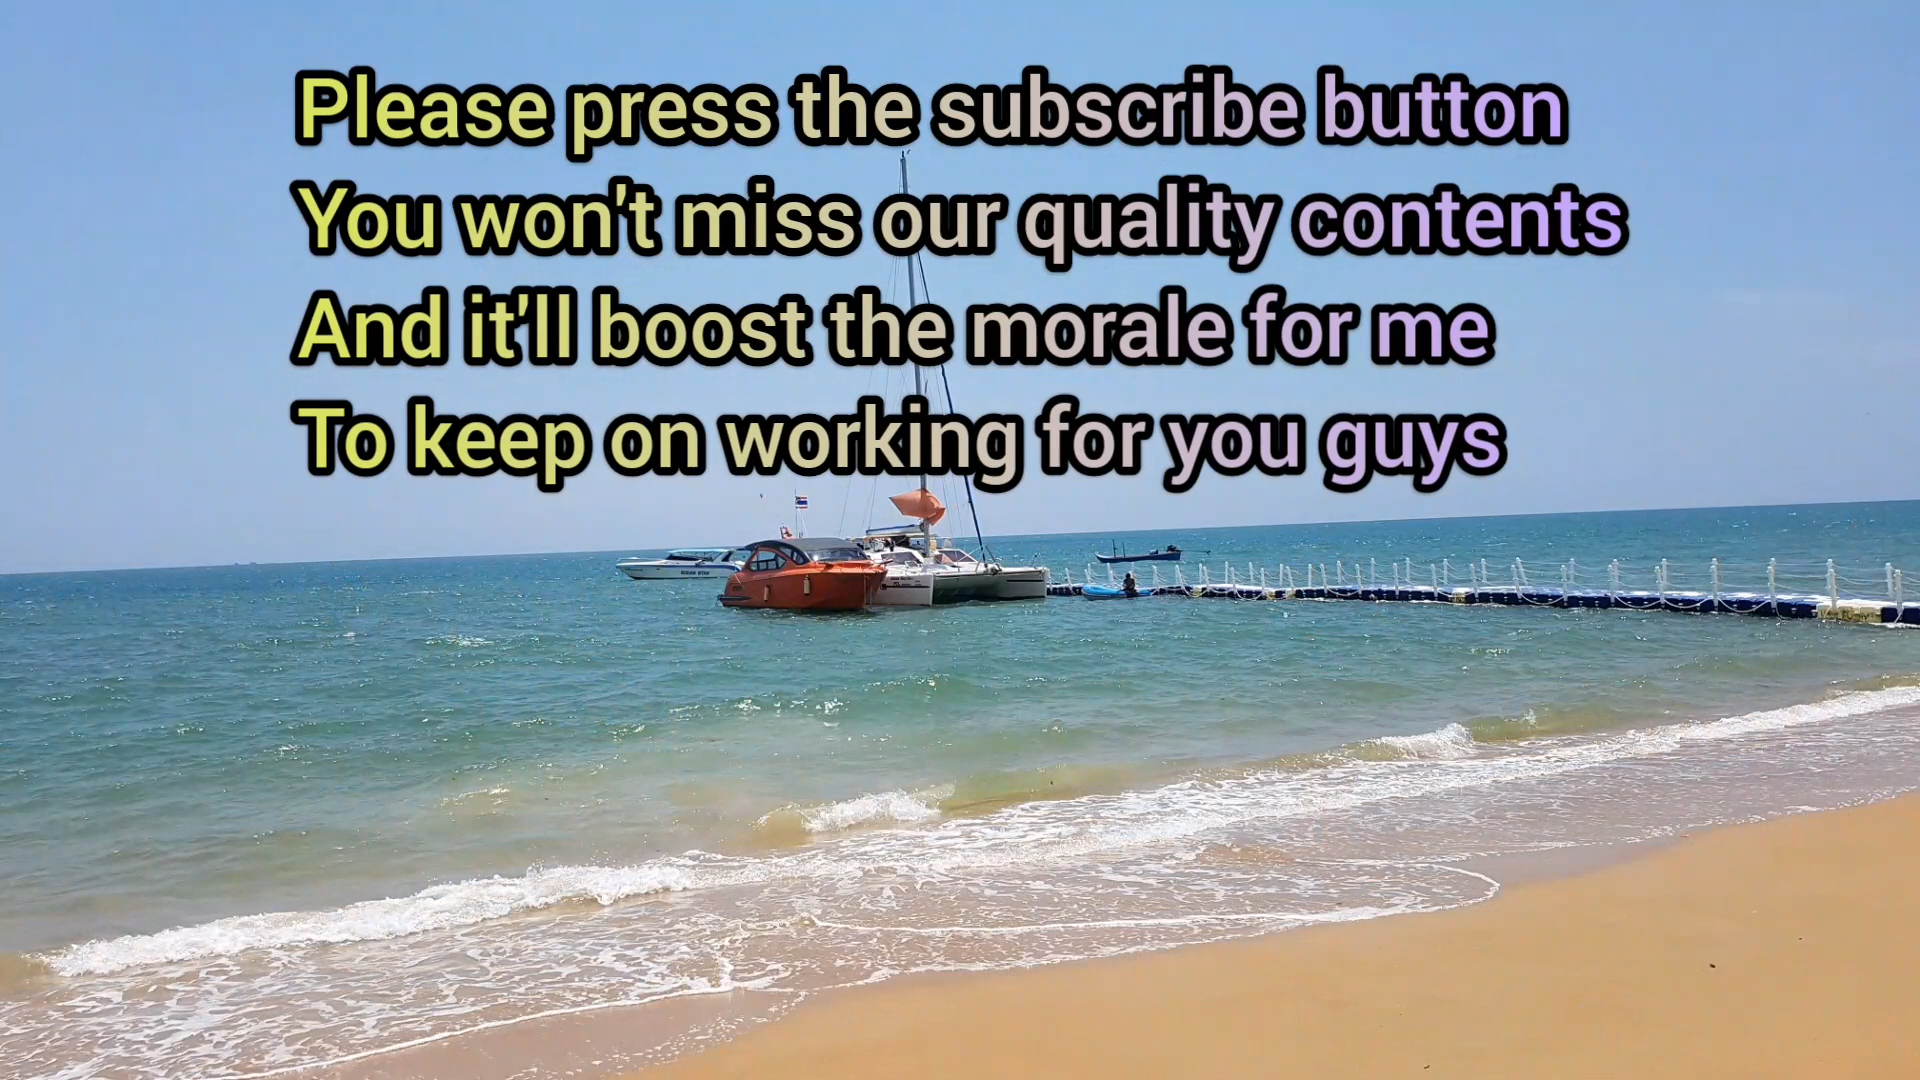 Please press the subscribe button
You won't miss our quality contents
And it'll boost the morale for me
To keep on working for you guys